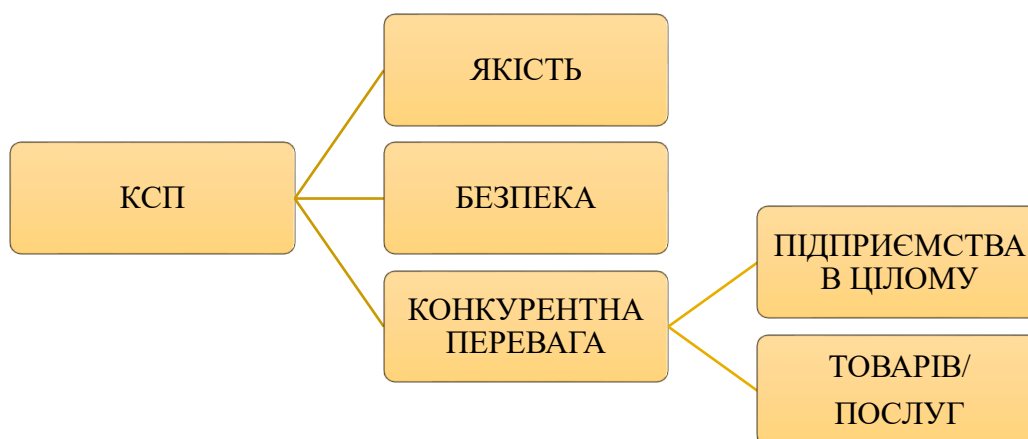 ЯКІСТЬ
КСП
БЕЗПЕКА
КОНКУРЕНТНА
ПЕРЕВАГА
ПІДПРИЄМСТВА
В ЦІЛОМУ
ТОВАРІВ/
ПОСЛУГ